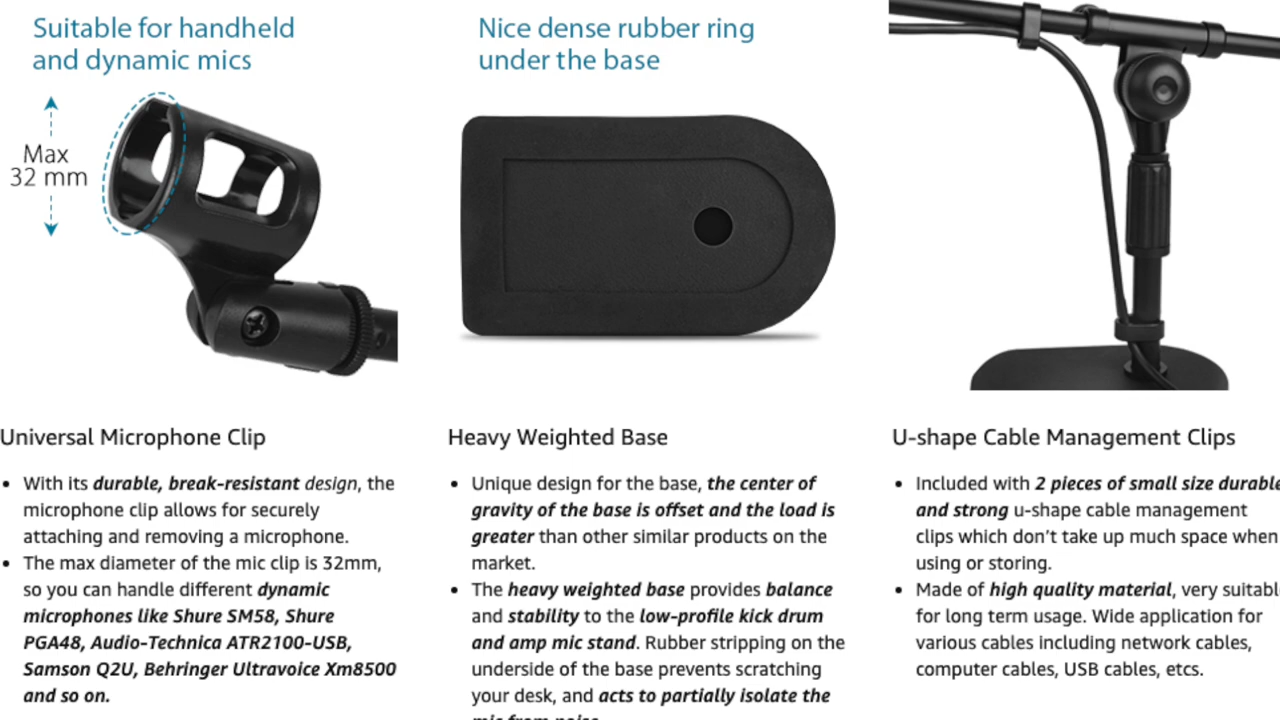 Suitable for handheld
and dynamic mics
Max
32 mm
Nice dense rubber ring
under the base
Universal Microphone Clip
• With its durable, break-resistant design, the
microphone clip allows for securely
attaching and removing a microphone.
• The max diameter of the mic clip is 32mm,
so you can handle different dynamic
microphones like Shure SM58, Shure
PGA48, Audio-Technica ATR2100-USB,
Samson Q2U, Behringer Ultravoice Xm8500
and so on.
Heavy Weighted Base
• Unique design for the base, the center of
gravity of the base is offset and the load is
greater than other similar products on the
market.
• The heavy weighted base provides balance
and stability to the low-profile kick drum
and amp mic stand. Rubber stripping on the
underside of the base prevents scratching
your desk, and acts to partially isolate the
mic from noise.
U-shape Cable Management Clips
• Included with 2 pieces of small size durable
and strong u-shape cable management
clips which don't take up much space when
using or storing.
• Made of high quality material, very suitable
for long term usage. Wide application for
various cables including network cables,
computer cables, USB cables, etcs.